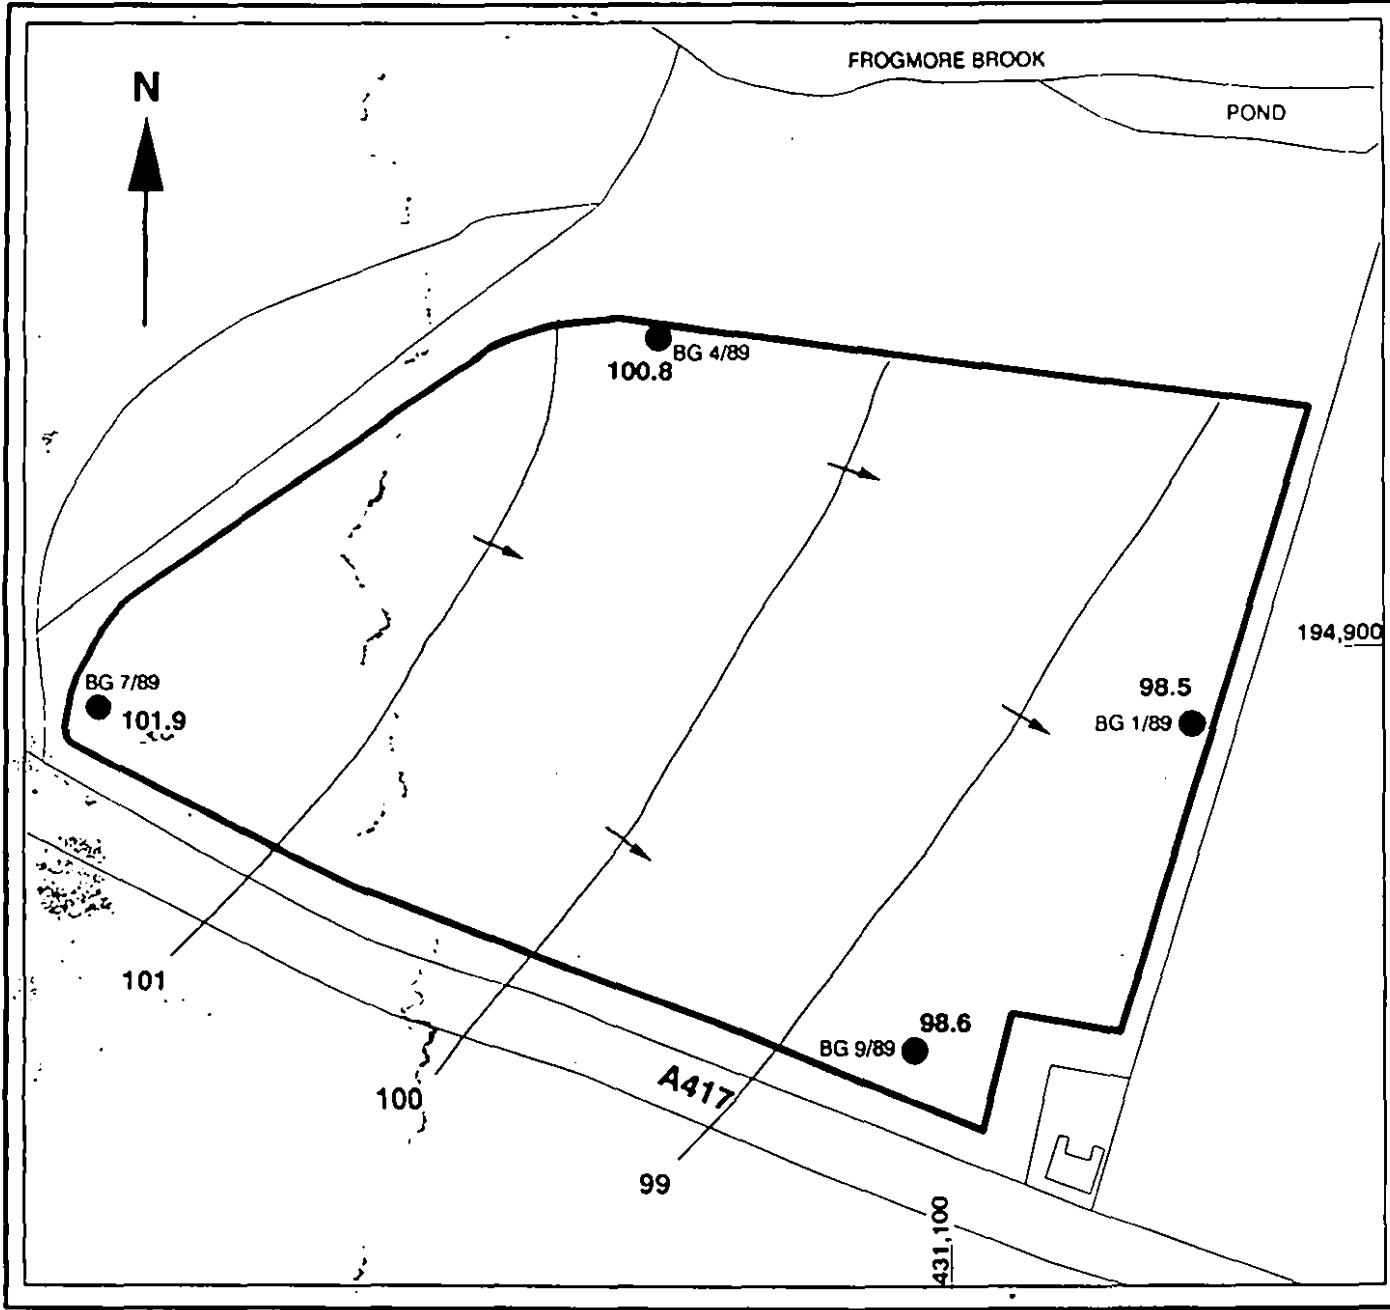 FROGMORE BROOK
N
POND
BG 4/89
100.8
194,900
BG 7/89
98.5
101.9
BG 1/89
98.6
BG 9/89
101
A417
100
99
431,100